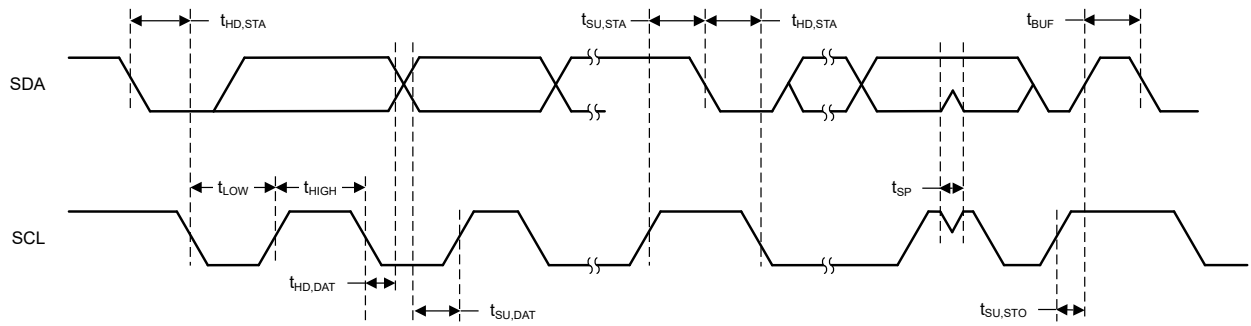 tHD,STA
tSU,STA
tHD,STA
tBUF
SDA
tLOW
tHIGH
tSP
SCL
tHD,DAT
tSU,DAT
tSU,STO